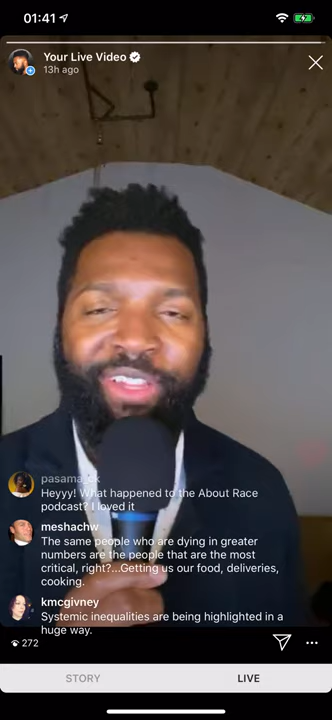 01:41
Your Live Video
13h ago
Heyyy! What happened to the About Race
podcast? I loved it
meshachw
The same people who are dying in greater
numbers are the people that are the most
critical, right?...Getting us our food, deliveries,
cooking.
kmcgivney
Systemic inequalities are being highlighted in a
huge way.
272
STORY LIVE